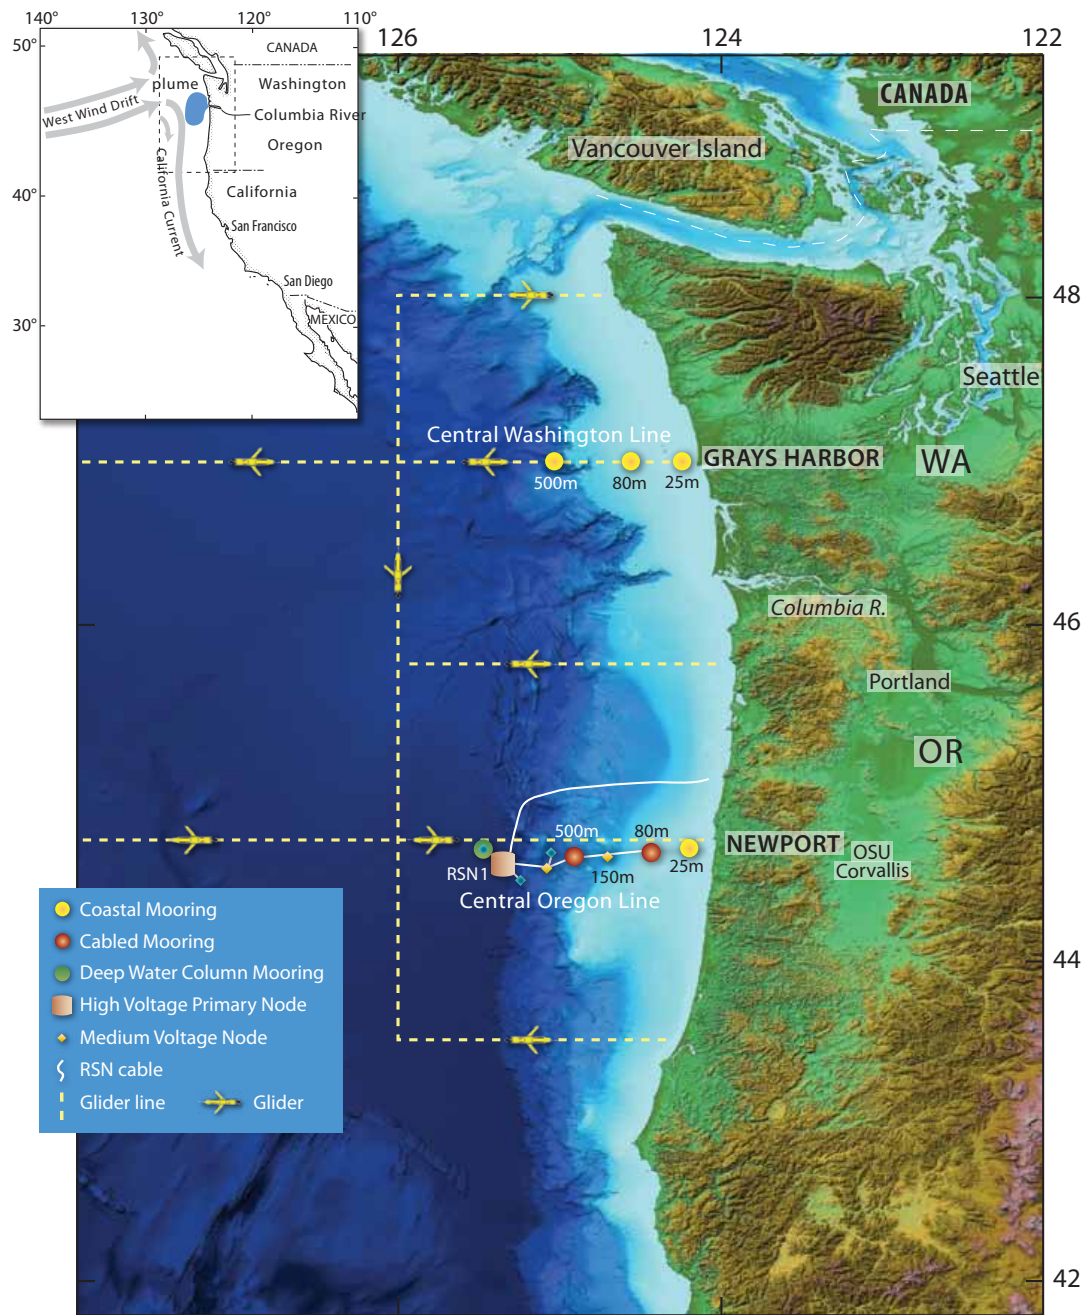 140°
130°
120°
110°
126
124
122
50°
40°
30°
CANADA
Washington
plume
West Wind Drift
Columbia River
Oregon
California Current
California
San Francisco
San Diego
MEXICO
CANADA
Vancouver Island
48
Seattle
Central Washington Line
GRAYS HARBOR
WA
500m
80m
25m
Columbia R.
46
Portland
OR
500m
80m
NEWPORT
OSU
Corvallis
RSN1
150m
25m
Central Oregon Line
44
42
Coastal Mooring
Cabled Mooring
Deep Water Column Mooring
High Voltage Primary Node
Medium Voltage Node
RSN cable
Glider line
Glider